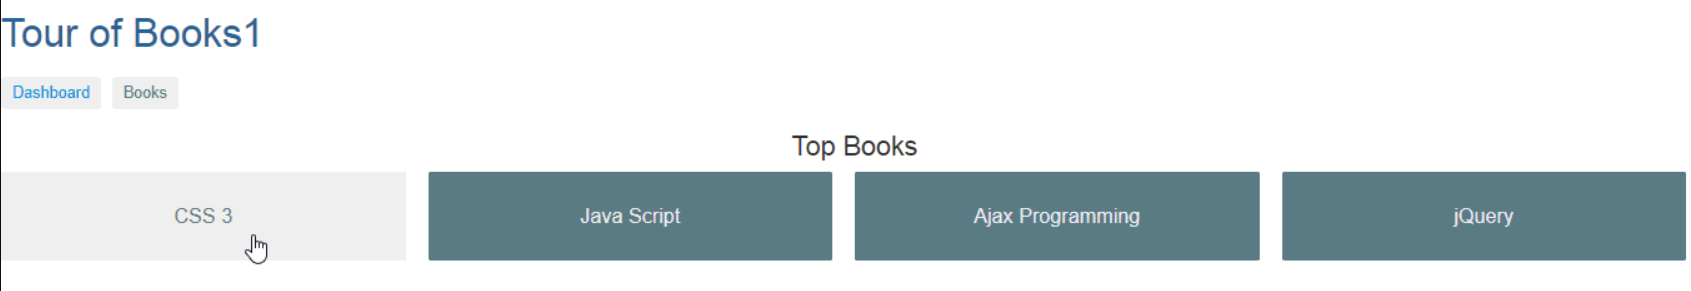 Tour of Books1
Dashboard Books
Top Books
CSS 3 Java Script Ajax Programming jQuery